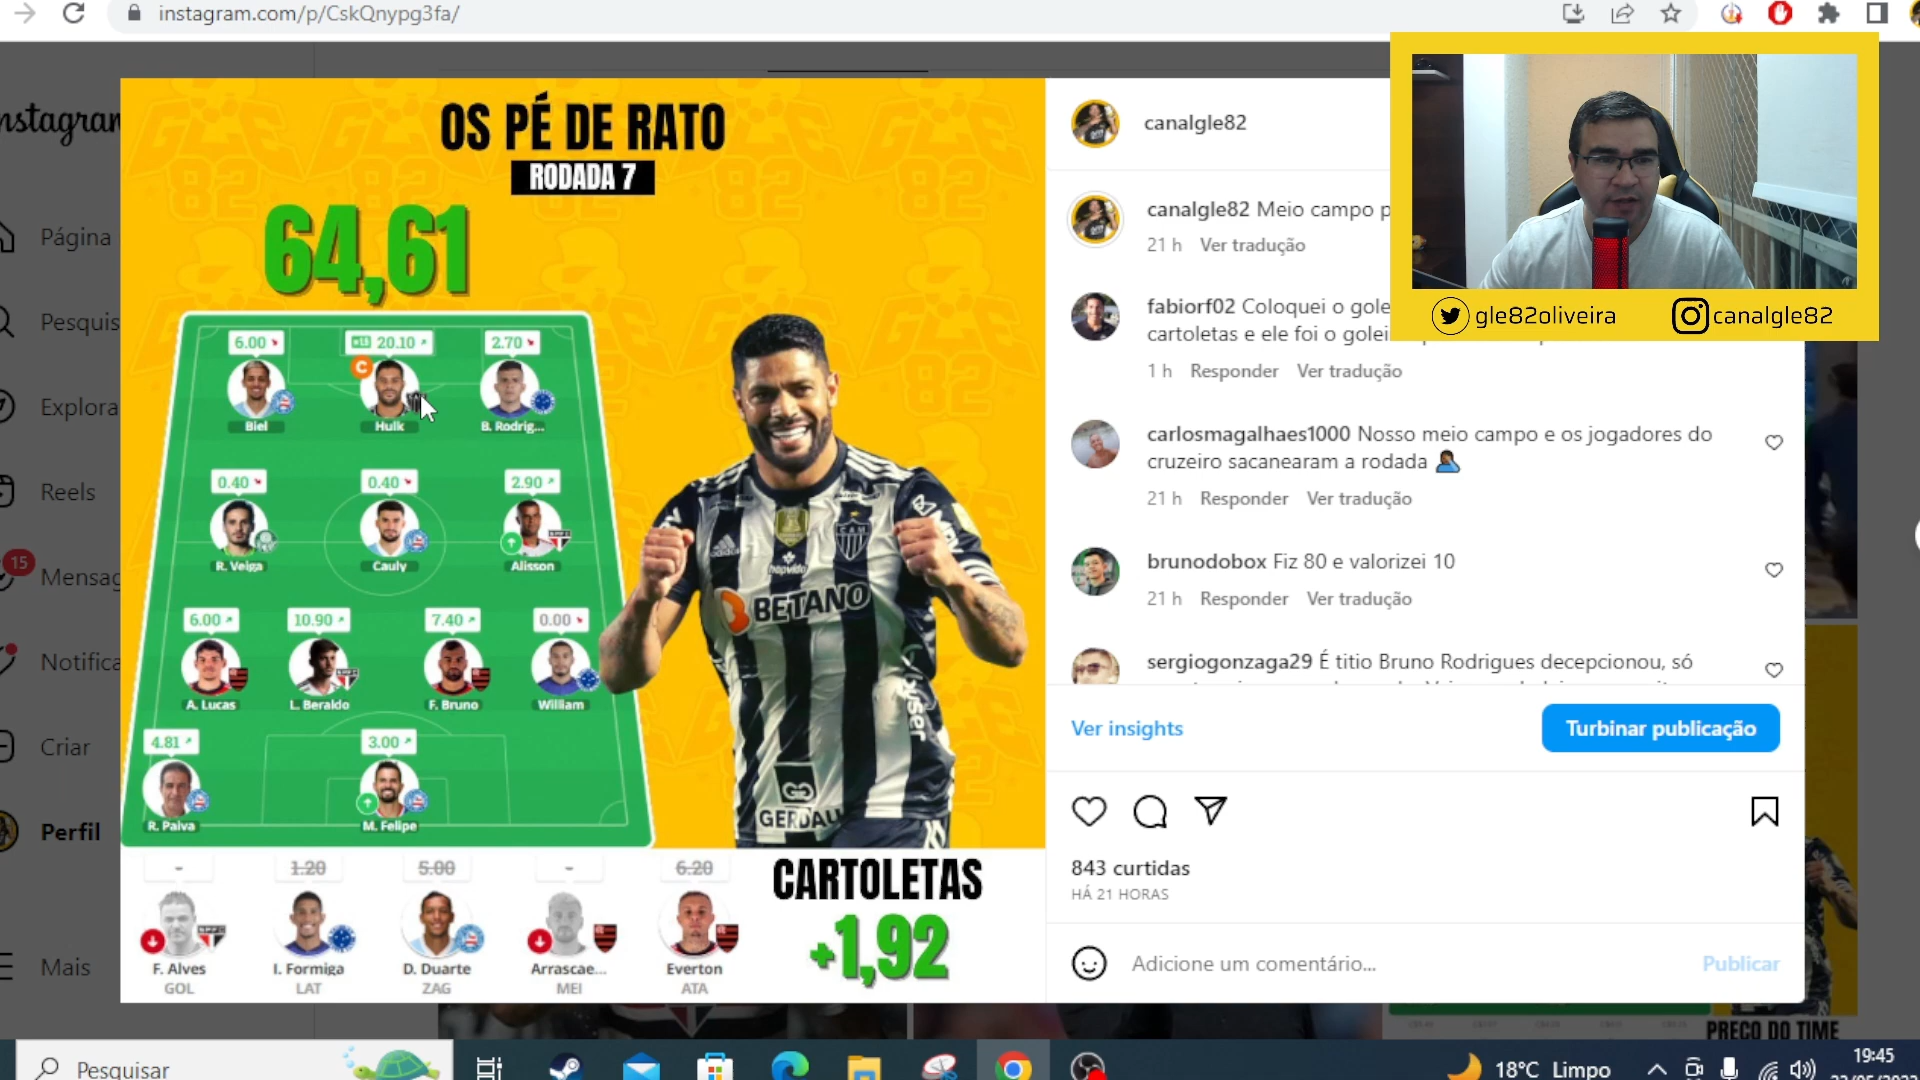 instagram.com/p/CskQnypg3fa/
nstagram
Página
Pesquis
Explora
Reels
15
Mensag
Notifica
Criar
Perfil
Mais
OS PÉ DE RATO
RODADA 7
64,61
6.00
20.10
2.70
C
Biel
Hulk
B. Rodrig...
0.40
0.40
2.90
R. Veiga
Cauly
Alisson
6.00
10.90
7.40
0.00
A. Lucas
L. Beraldo
F. Bruno
William
4.81
3.00
R. Paiva
M. Felipe
BETANO
GERDAU
-
1.20
5.00
-
6.20
F. Alves
I. Formiga
D. Duarte
Arrascae...
Everton
GOL
LAT
ZAG
MEI
ATA
CARTOLETAS
+1,92
canalgle82
canalgle82 Meio campo p
21 h Ver tradução
fabiorf02 Coloquei o gole
cartoletas e ele foi o golei
1 h Responder Ver tradução
carlosmagalhaes1000 Nosso meio campo e os jogadores do
cruzeiro sacanearam a rodada
21 h Responder Ver tradução
brunodobox Fiz 80 e valorizei 10
21 h Responder Ver tradução
sergiogonzaga29 É titio Bruno Rodrigues decepcionou, só
Ver insights
Turbinar publicação
843 curtidas
HÁ 21 HORAS
Adicione um comentário...
Publicar
gle82oliveira
canalgle82
PREÇO DO TIME
Pesquisar
18°C Limpo
19:45